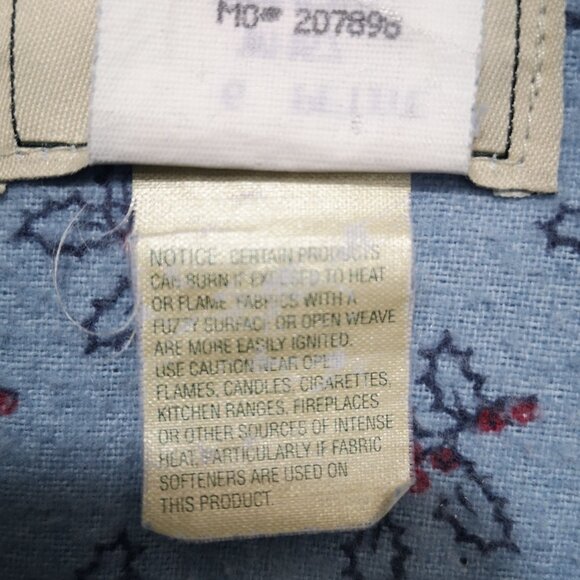 MO# 207896
NOTICE: CERTAIN PRODUCTS
CAN BURN IF EXPOSED TO HEAT
OR FLAME. FABRICS WITH A
FUZZY SURFACE OR OPEN WEAVE
ARE MORE EASILY IGNITED.
USE CAUTION NEAR OPEN
FLAMES, CANDLES, CIGARETTES,
KITCHEN RANGES, FIREPLACES
OR OTHER SOURCES OF INTENSE
HEAT, PARTICULARLY IF FABRIC
SOFTENERS ARE USED ON
THIS PRODUCT.